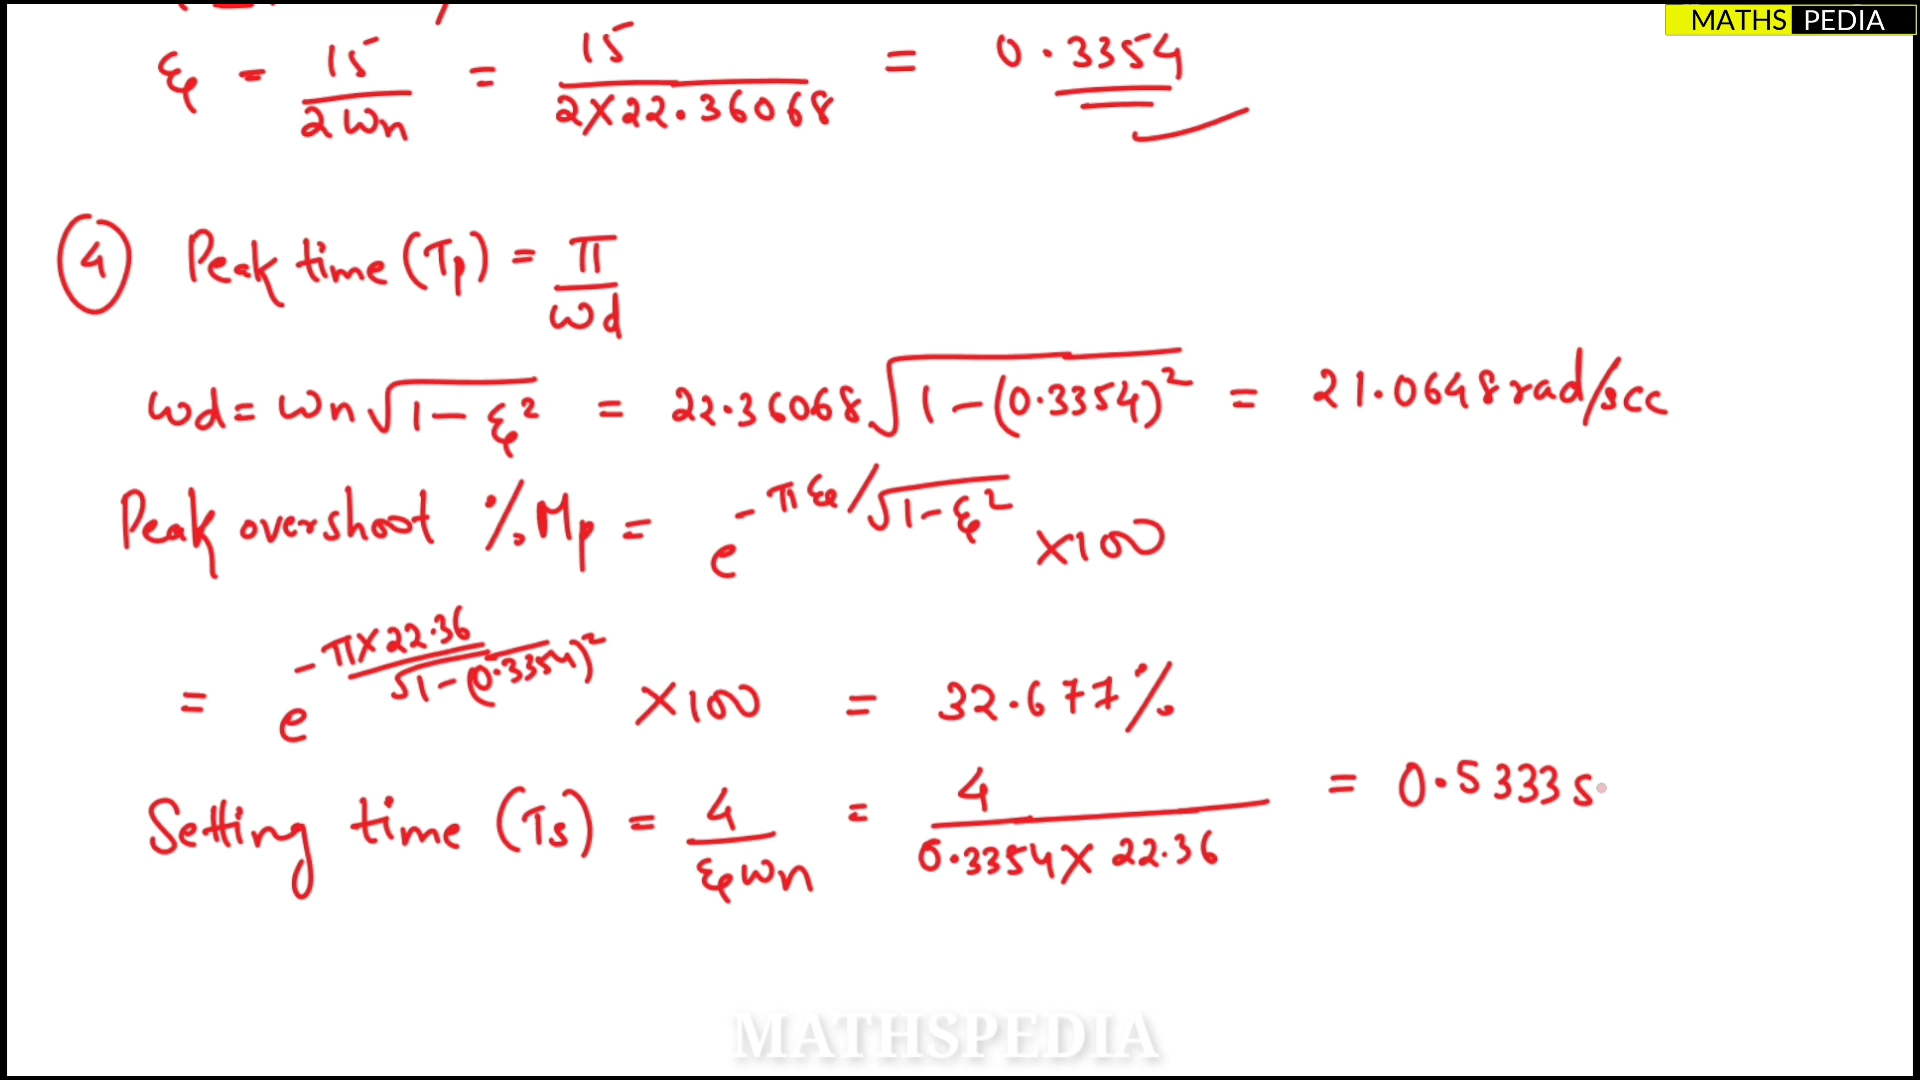 MATHS PEDIA
ξ = 15/2ωn = 15/2×22.36068 = 0.3354
④ Peak time (Tp) = π/ωd
ωd = ωn√(1-ξ²) = 22.36068√(1-(0.3354)²) = 21.0648 rad/sec
Peak overshoot %Mp = e^(-πξ/√(1-ξ²)) ×100
= e^(-π×22.36/√(1-(0.3354)²)) ×100 = 32.677%
Setting time (Ts) = 4/ξωn = 4/0.3354×22.36 = 0.5333 s
MATHSPEDIA